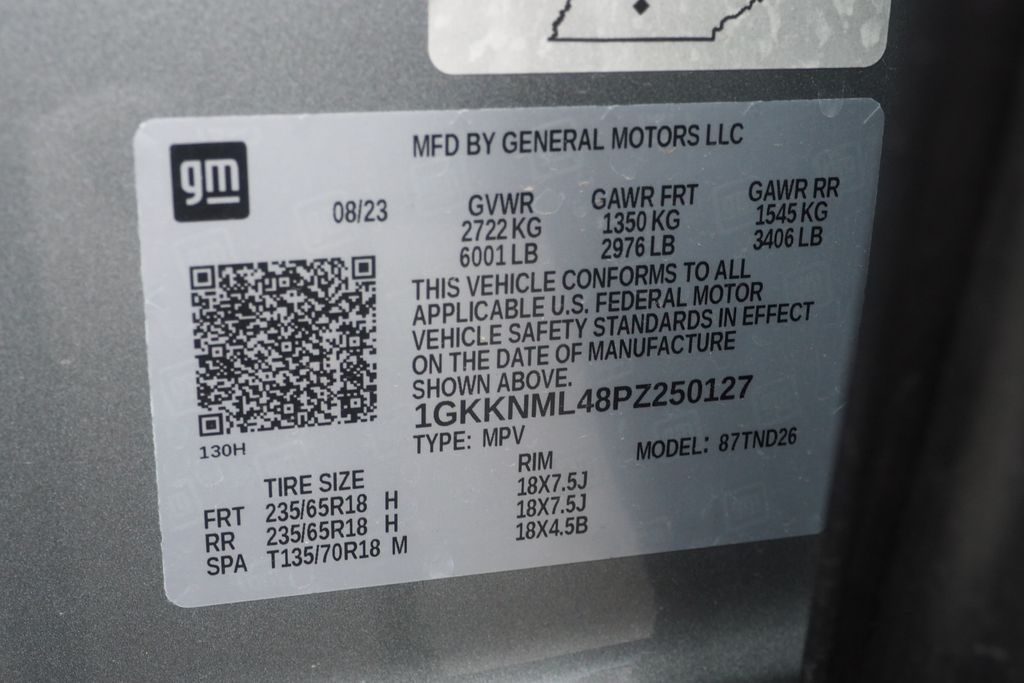 gm
MFD BY GENERAL MOTORS LLC
08/23
GVWR GAWR FRT GAWR RR
2722 KG 1350 KG 1545 KG
6001 LB 2976 LB 3406 LB
THIS VEHICLE CONFORMS TO ALL
APPLICABLE U.S. FEDERAL MOTOR
VEHICLE SAFETY STANDARDS IN EFFECT
ON THE DATE OF MANUFACTURE
SHOWN ABOVE.
1GKKNML48PZ250127
TYPE: MPV MODEL: 87TND26
130H
TIRE SIZE RIM
FRT 235/65R18 H 18X7.5J
RR 235/65R18 H 18X7.5J
SPA T135/70R18 M 18X4.5B